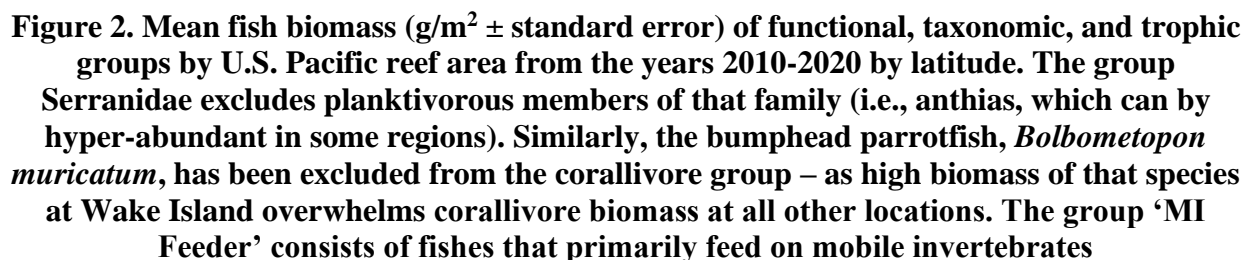 Figure 2. Mean fish biomass (g/m² ± standard error) of functional, taxonomic, and trophic
groups by U.S. Pacific reef area from the years 2010-2020 by latitude. The group
Serranidae excludes planktivorous members of that family (i.e., anthias, which can by
hyper-abundant in some regions). Similarly, the bumphead parrotfish, Bolbometopon
muricatum, has been excluded from the corallivore group – as high biomass of that species
at Wake Island overwhelms corallivore biomass at all other locations. The group ‘MI
Feeder’ consists of fishes that primarily feed on mobile invertebrates